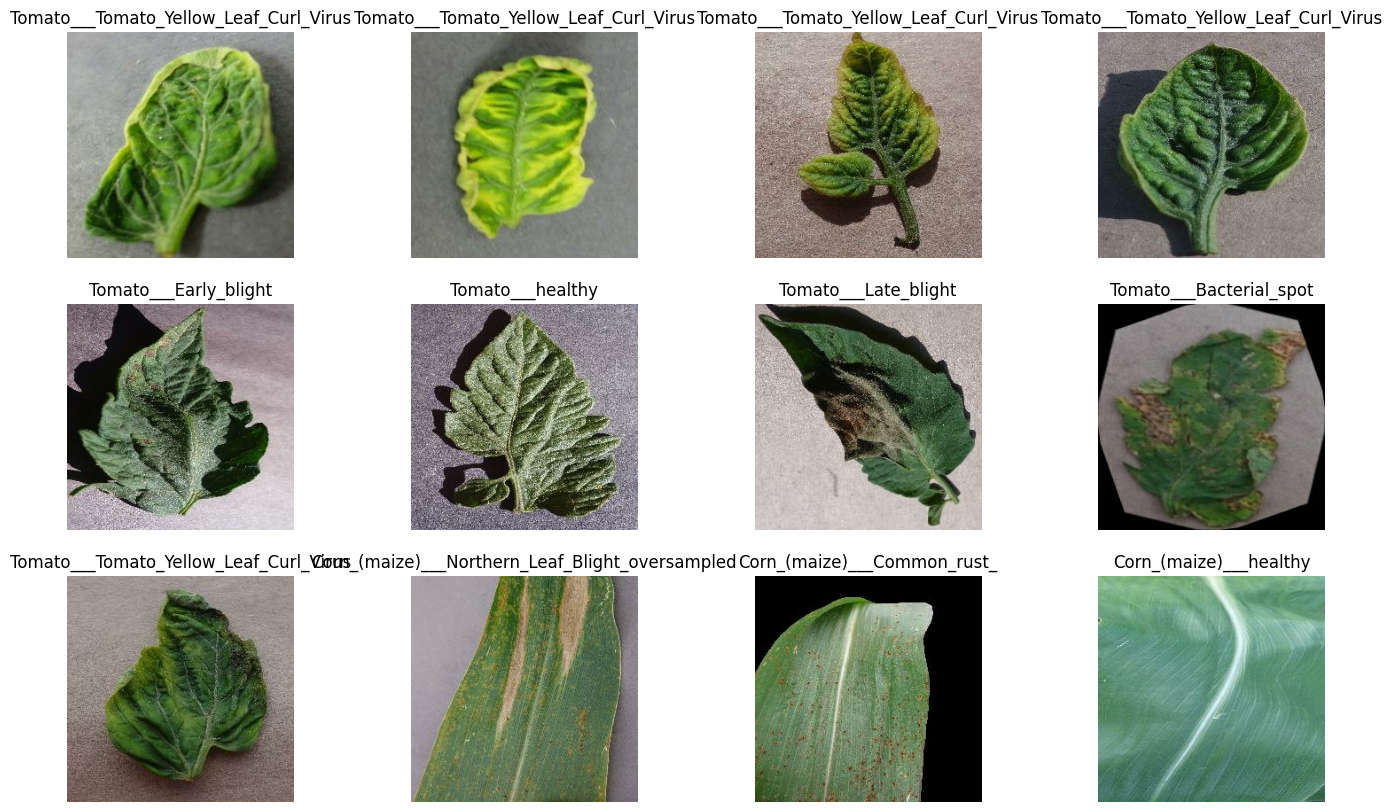 Tomato___Tomato_Yellow_Leaf_Curl_Virus
Tomato___Tomato_Yellow_Leaf_Curl_Virus
Tomato___Tomato_Yellow_Leaf_Curl_Virus
Tomato___Tomato_Yellow_Leaf_Curl_Virus
Tomato___Early_blight
Tomato___healthy
Tomato___Late_blight
Tomato___Bacterial_spot
Tomato___Tomato_Yellow_Leaf_Curl_Virus
Corn_(maize)___Northern_Leaf_Blight_oversampled
Corn_(maize)___Common_rust_
Corn_(maize)___healthy